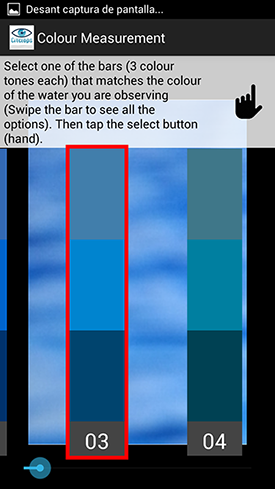 Desant captura de pantalla...
Citclops
Colour Measurement
Select one of the bars (3 colour
tones each) that matches the colour
of the water you are observing
(Swipe the bar to see all the
options). Then tap the select button
(hand).
03
04